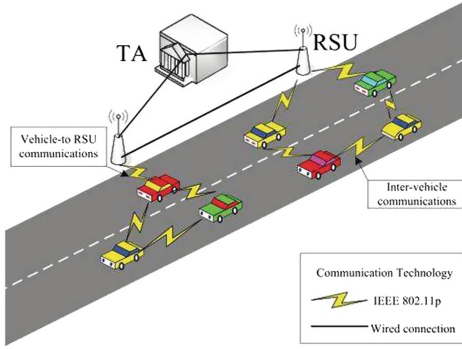 TA
RSU
Vehicle-to RSU
communications
Inter-vehicle
communications
Communication Technology
IEEE 802.11p
Wired connection